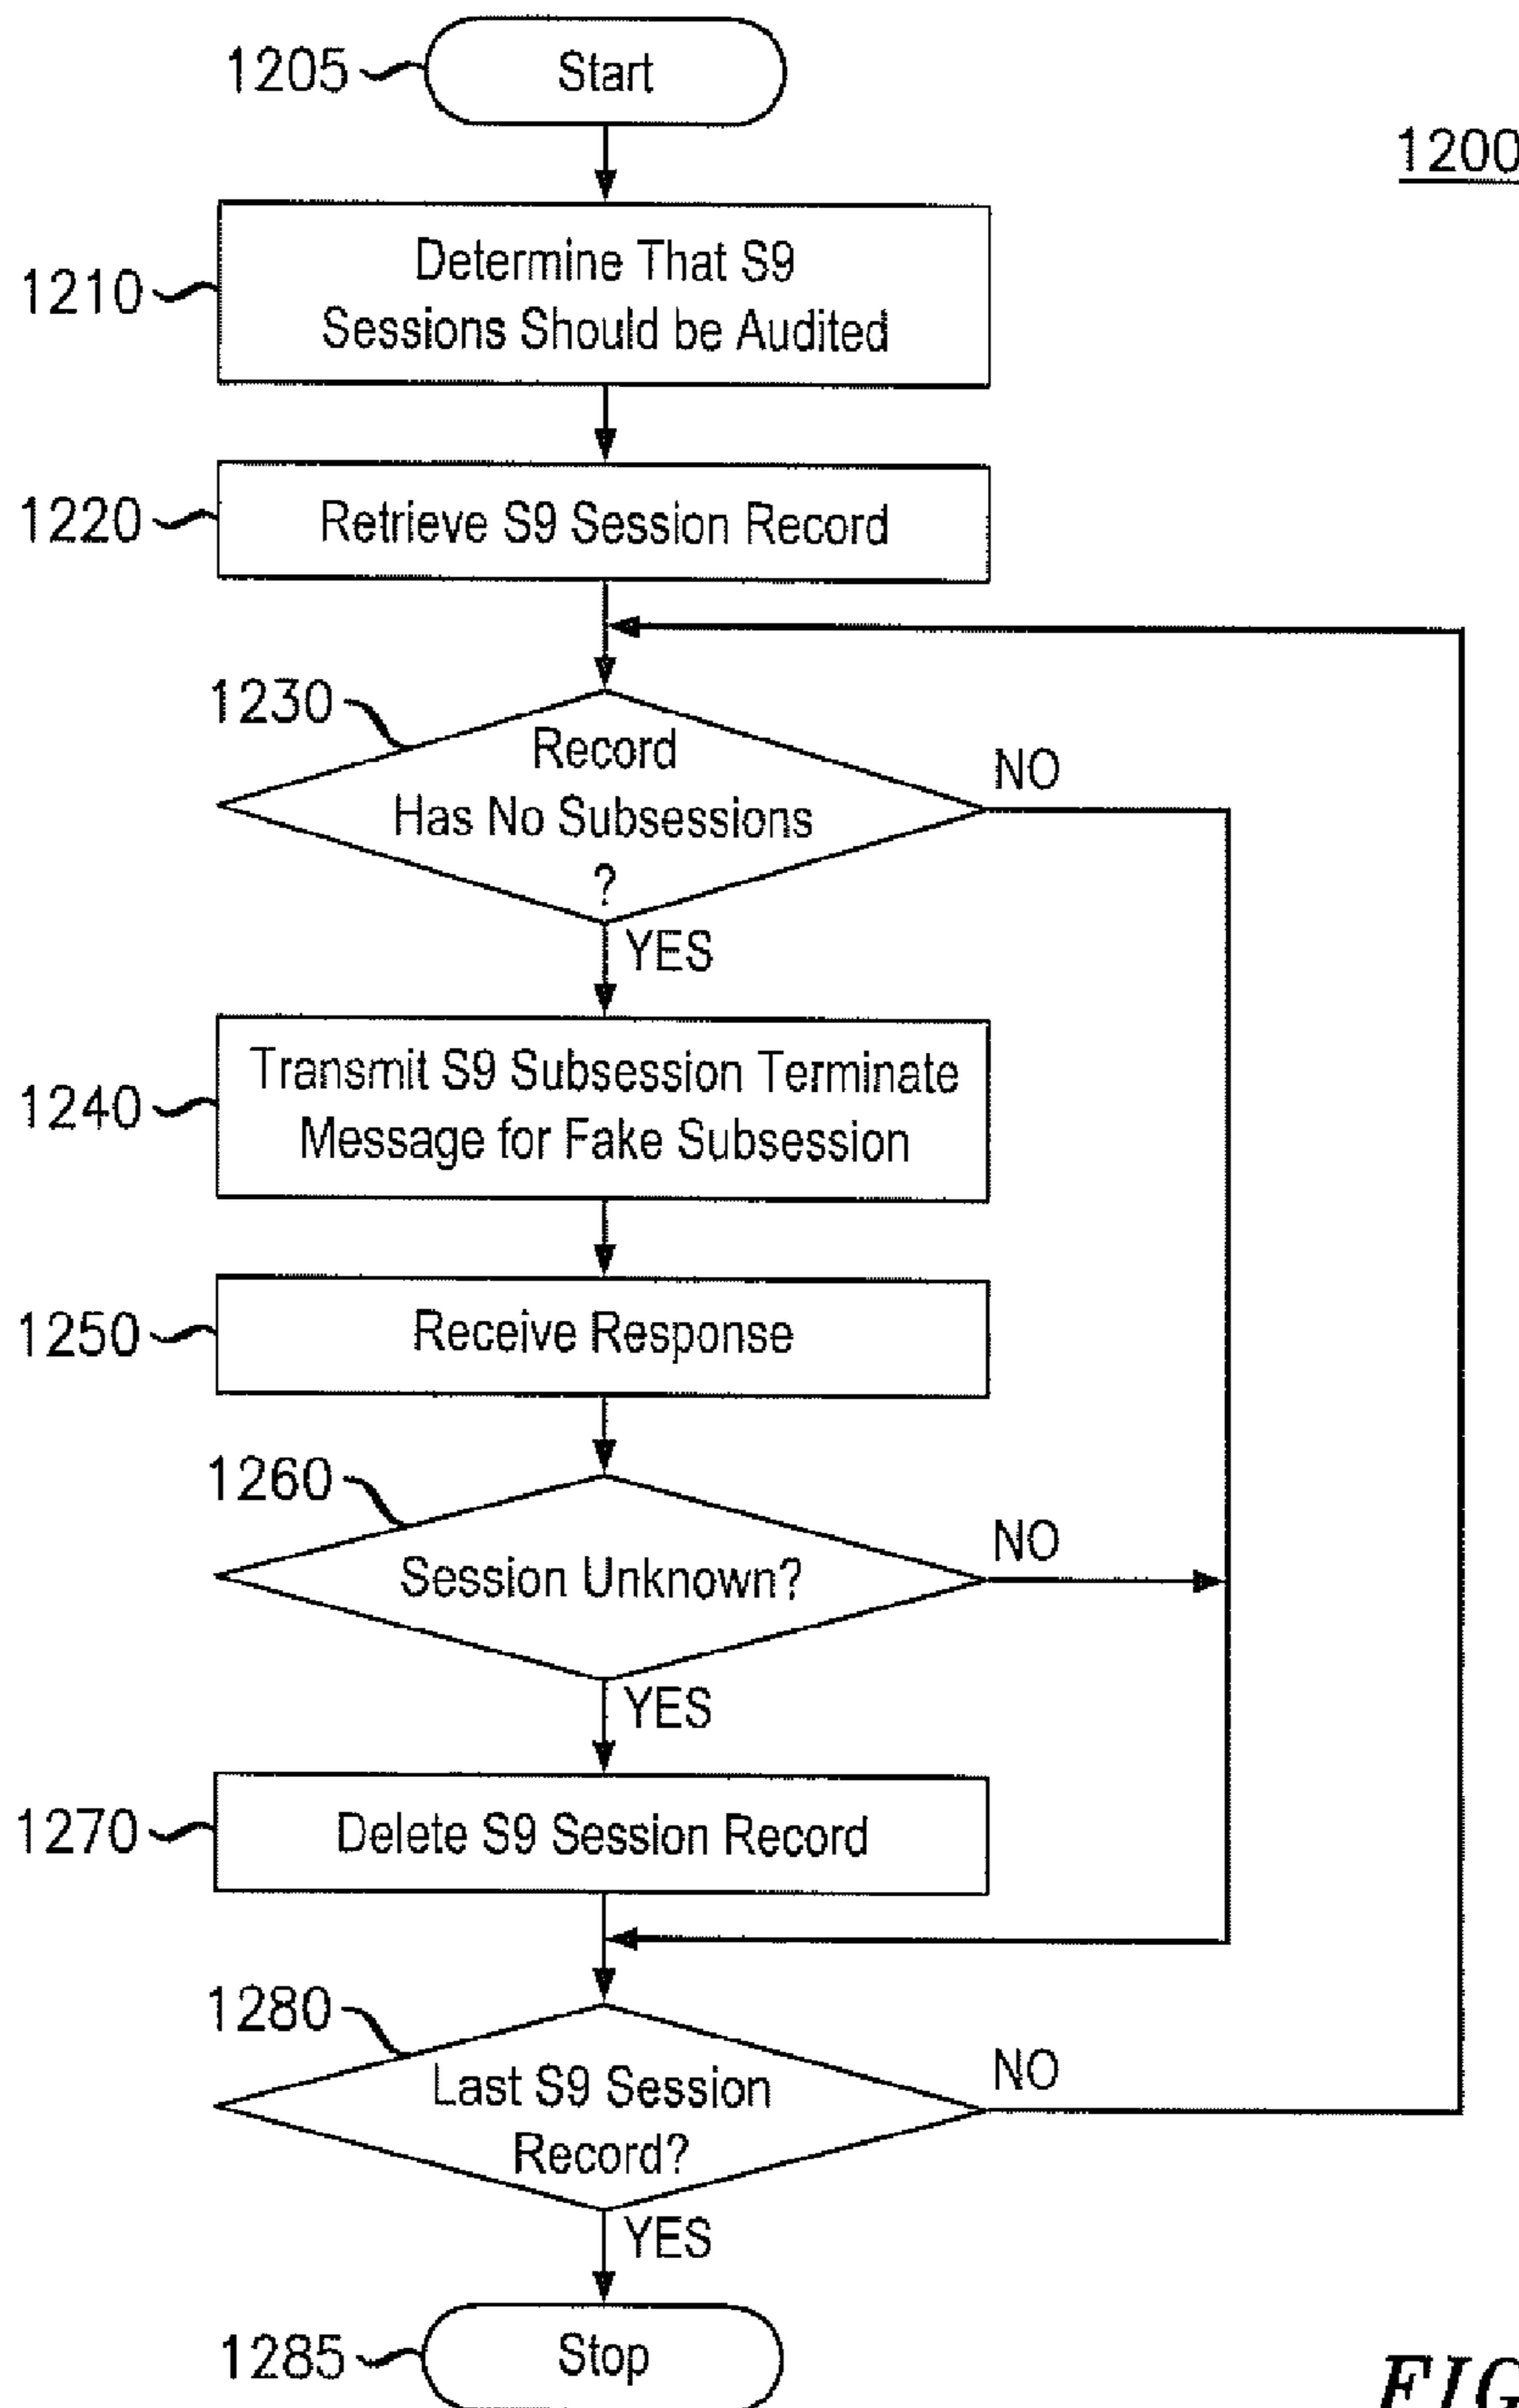 1205
Start
1200
1210
Determine That S9
Sessions Should be Audited
1220
Retrieve S9 Session Record
1230
Record
Has No Subsessions
?
NO
YES
1240
Transmit S9 Subsession Terminate
Message for Fake Subsession
1250
Receive Response
1260
Session Unknown?
NO
YES
1270
Delete S9 Session Record
1280
Last S9 Session
Record?
NO
YES
1285
Stop
FIG